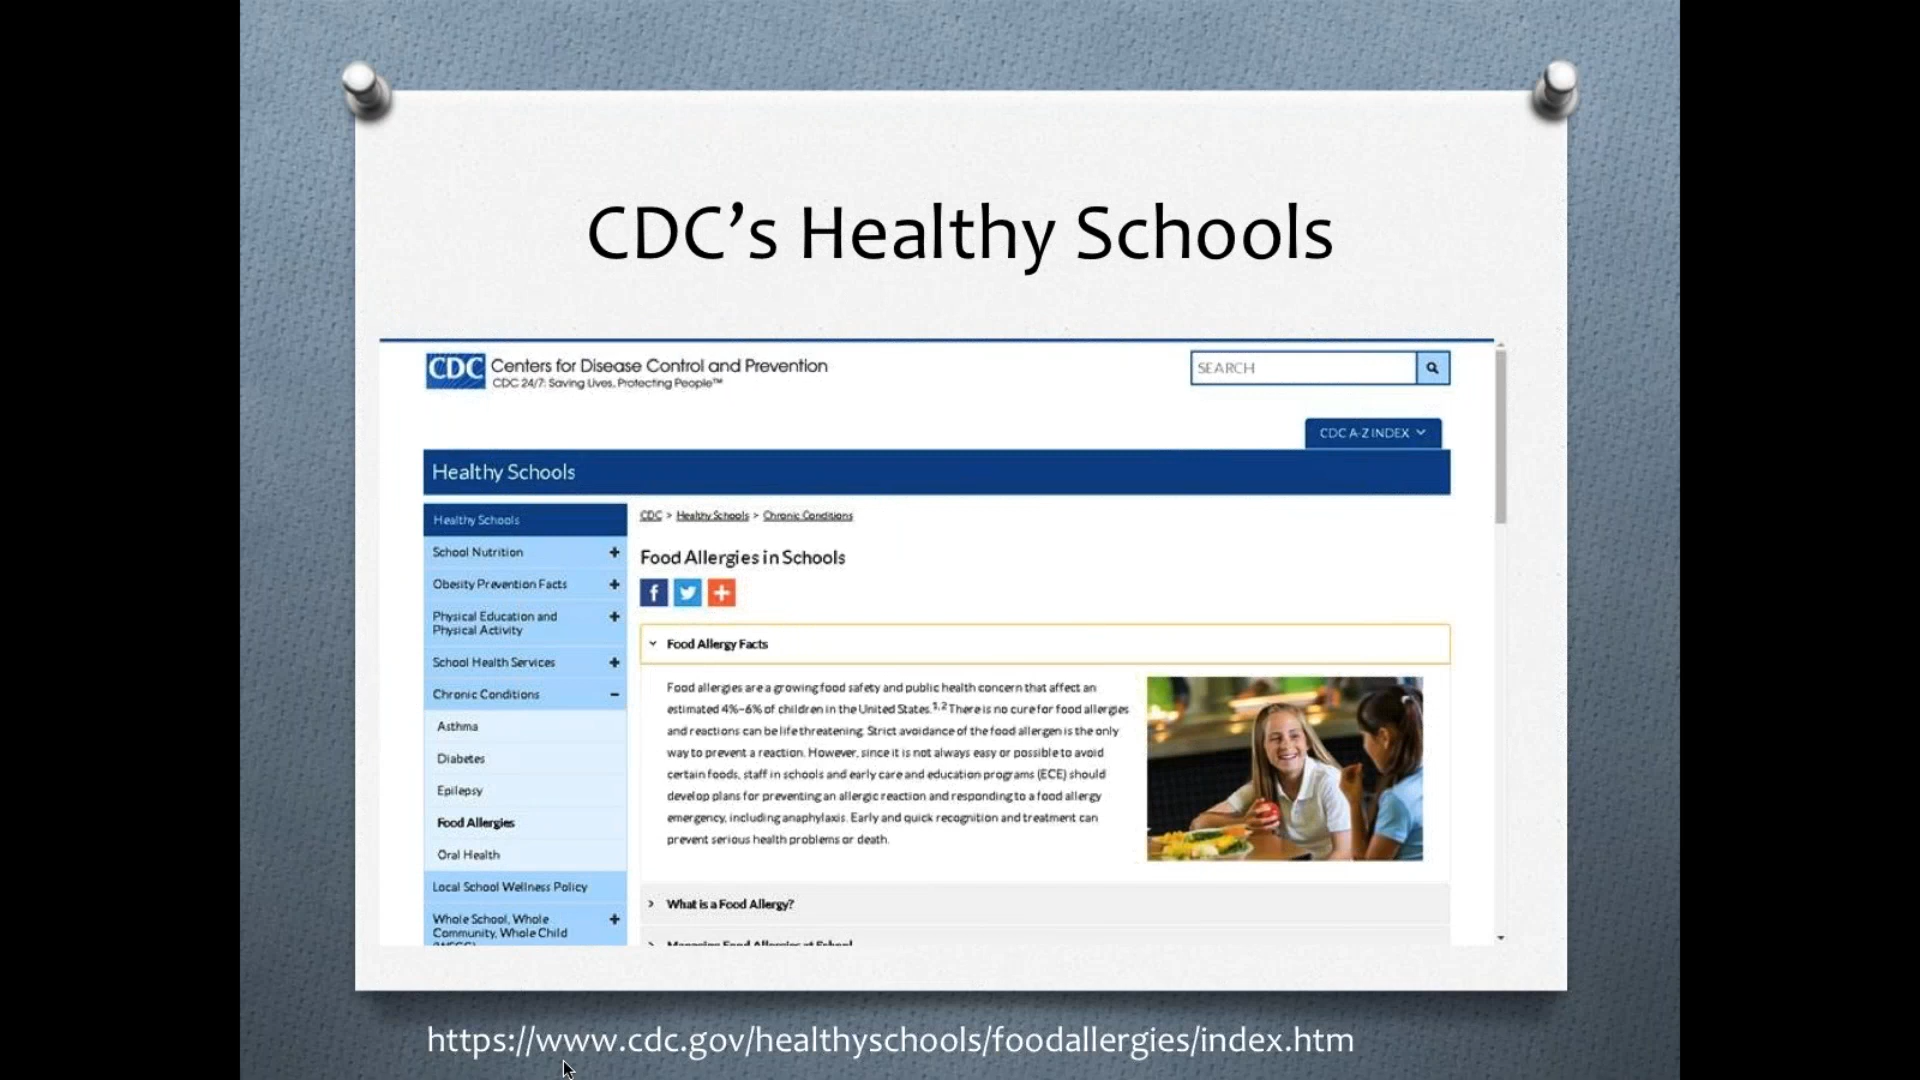 CDC's Healthy Schools
CDC Centers for Disease Control and Prevention
CDC 24/7: Saving Lives, Protecting People™
SEARCH
CDC A-Z INDEX
Healthy Schools
Healthy Schools
School Nutrition
Obesity Prevention Facts
Physical Education and
Physical Activity
School Health Services
Chronic Conditions
Asthma
Diabetes
Epilepsy
Food Allergies
Oral Health
Local School Wellness Policy
Whole School, Whole
Community, Whole Child
(WSCC)
CDC > Healthy Schools > Chronic Conditions
Food Allergies in Schools
Food Allergy Facts
Food allergies are a growing food safety and public health concern that affect an
estimated 4%–6% of children in the United States.1,2 There is no cure for food allergies
and reactions can be life threatening. Strict avoidance of the food allergen is the only
way to prevent a reaction. However, since it is not always easy or possible to avoid
certain foods, staff in schools and early care and education programs (ECE) should
develop plans for preventing an allergic reaction and responding to a food allergy
emergency, including anaphylaxis. Early and quick recognition and treatment can
prevent serious health problems or death.
What is a Food Allergy?
Managing Food Allergies at School
https://www.cdc.gov/healthyschools/foodallergies/index.htm